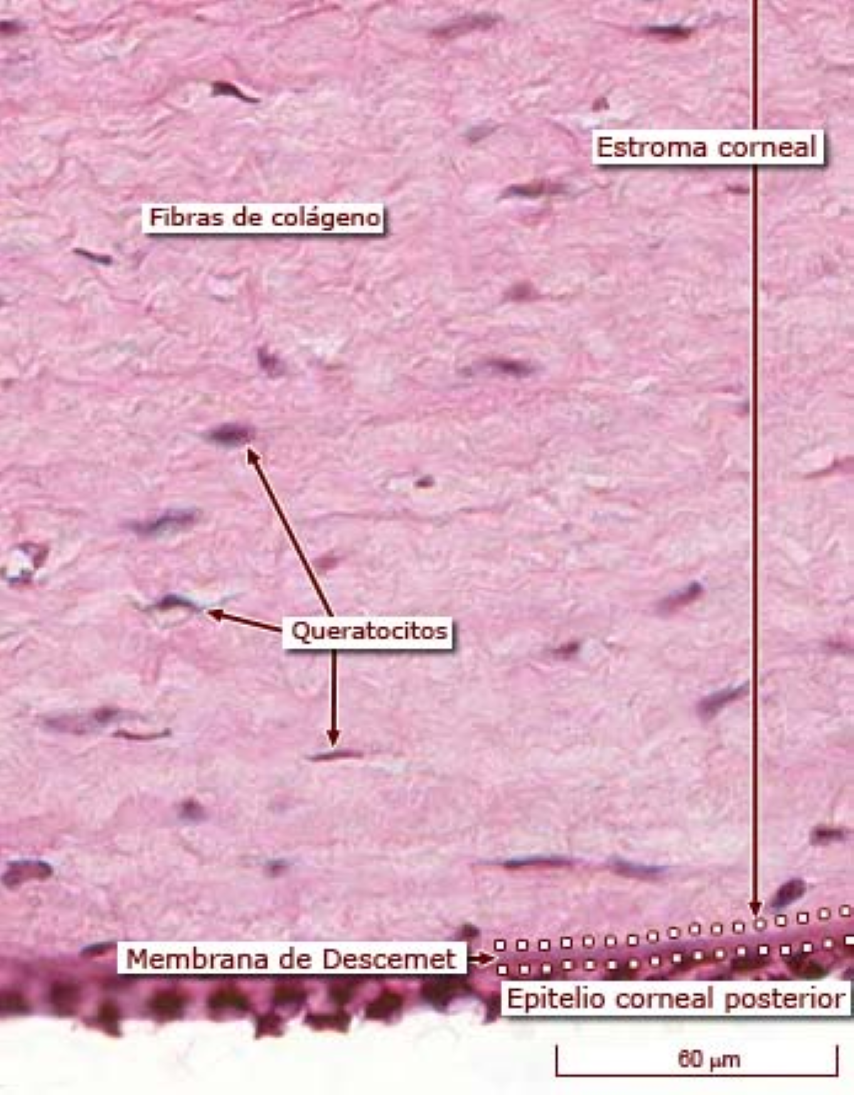 Estroma corneal
Fibras de colágeno
Queratocitos
Membrana de Descemet
Epitelio corneal posterior
60 μm